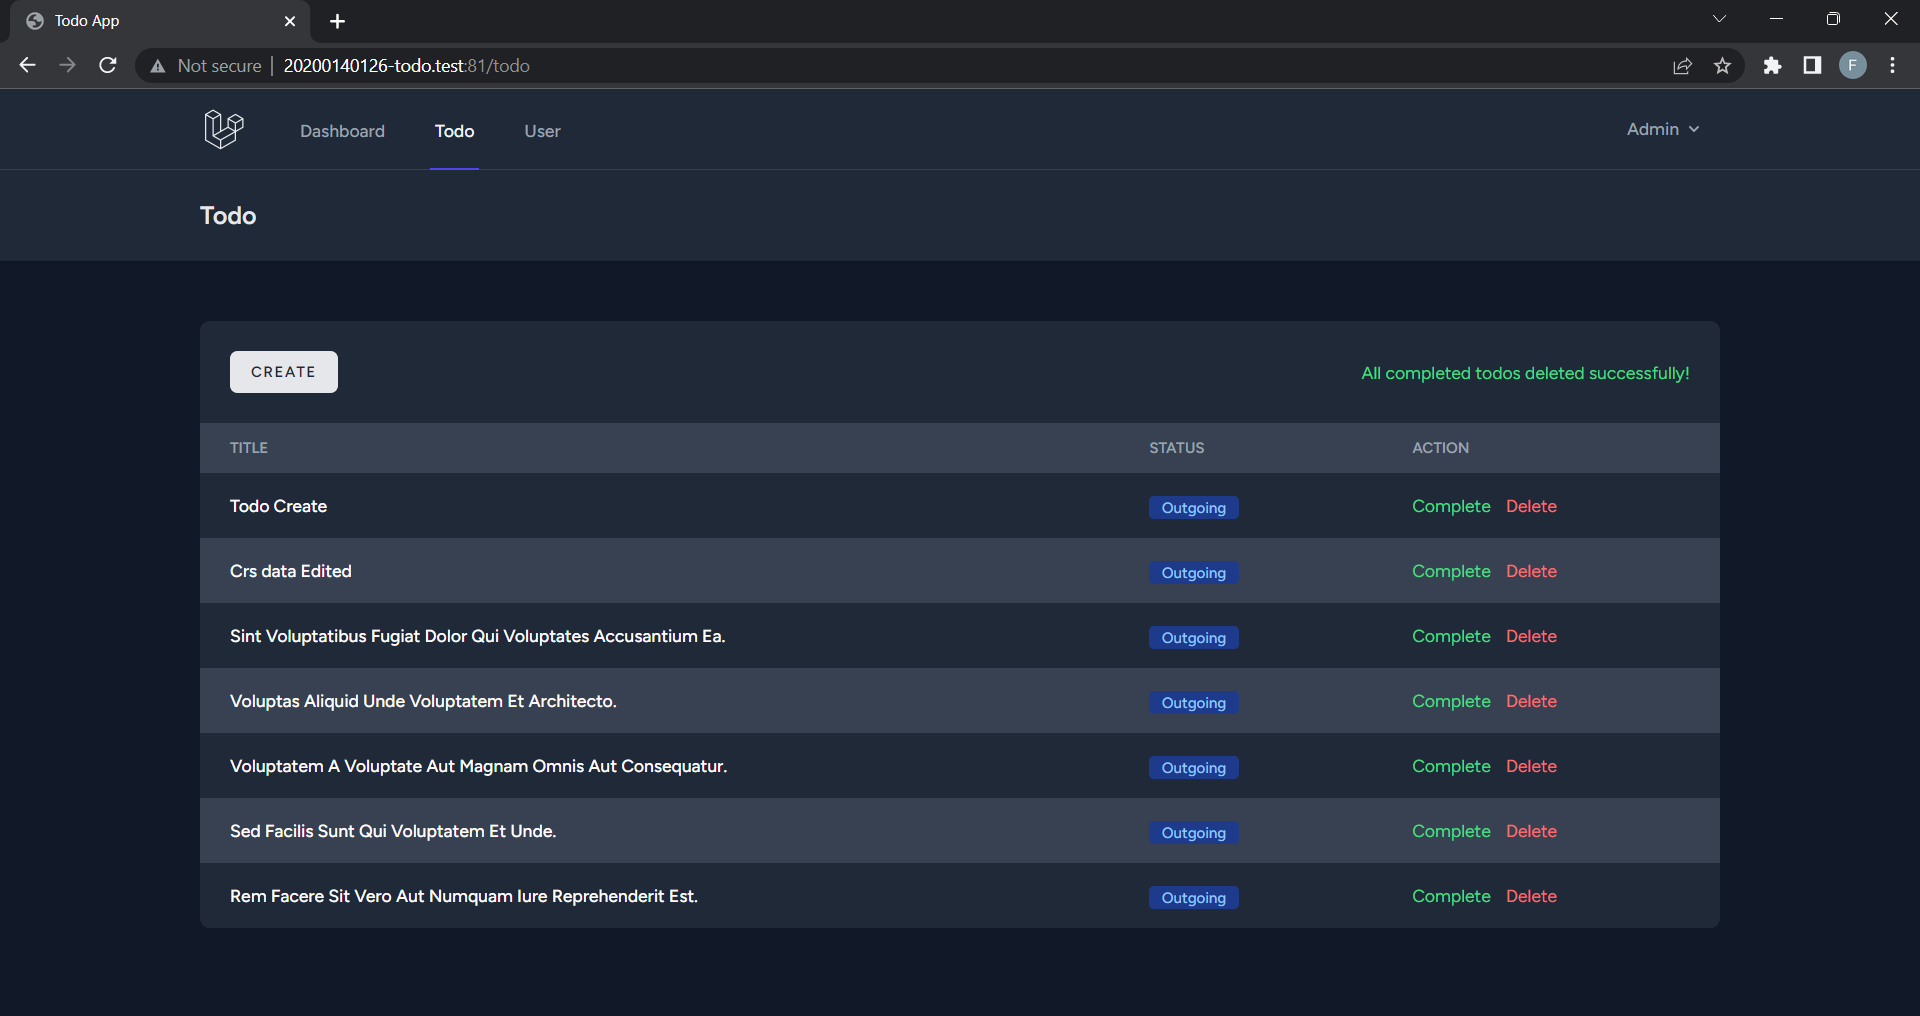 Todo App
Not secure 20200140126-todo.test:81/todo F
Dashboard Todo User Admin
Todo
CREATE All completed todos deleted successfully!
TITLE STATUS ACTION
Todo Create Outgoing Complete Delete
Crs data Edited Outgoing Complete Delete
Sint Voluptatibus Fugiat Dolor Qui Voluptates Accusantium Ea. Outgoing Complete Delete
Voluptas Aliquid Unde Voluptatem Et Architecto. Outgoing Complete Delete
Voluptatem A Voluptate Aut Magnam Omnis Aut Consequatur. Outgoing Complete Delete
Sed Facilis Sunt Qui Voluptatem Et Unde. Outgoing Complete Delete
Rem Facere Sit Vero Aut Numquam Iure Reprehenderit Est. Outgoing Complete Delete